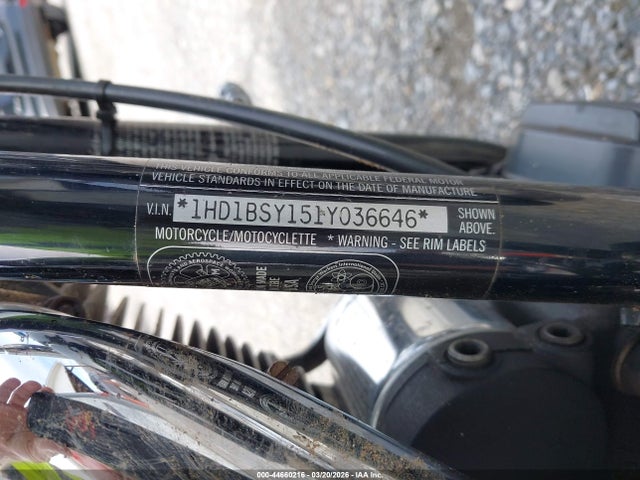 THIS VEHICLE CONFORMS TO ALL APPLICABLE FEDERAL MOTOR
VEHICLE STANDARDS IN EFFECT ON THE DATE OF MANUFACTURE
V.I.N. *1HD1BSY151Y036646* SHOWN ABOVE.
MOTORCYCLE/MOTOCYCLETTE * WARNING - SEE RIM LABELS
000-44660216 - 03/20/2026 - IAA Inc.